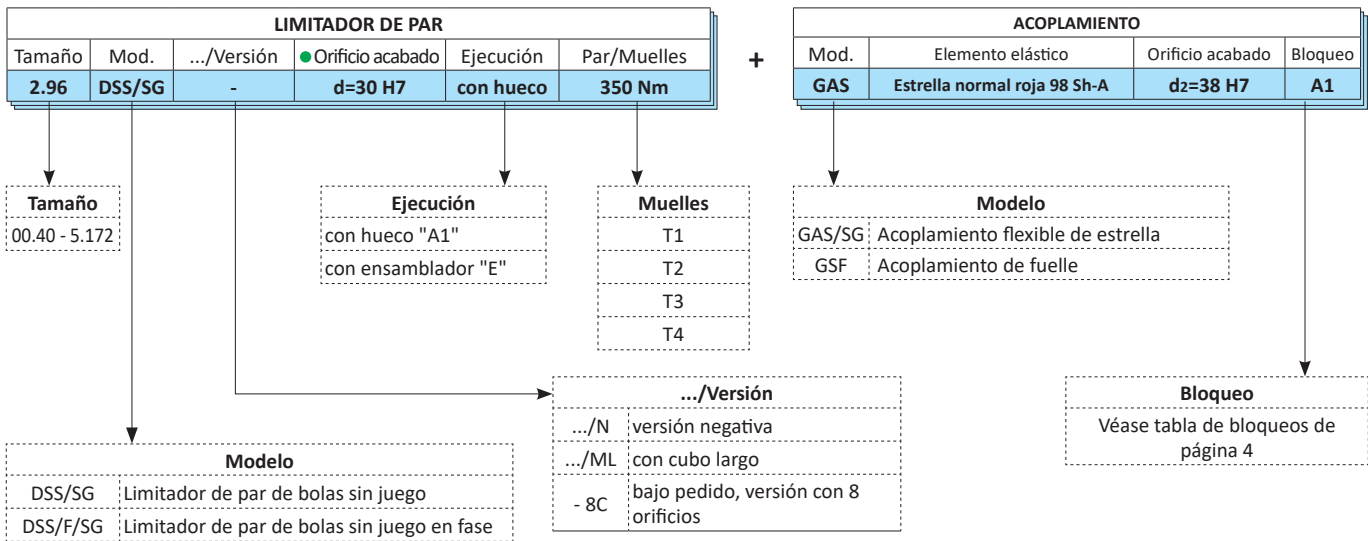 LIMITADOR DE PAR
Tamaño Mod. .../Versión Orificio acabado Ejecución Par/Muelles
2.96 DSS/SG - d=30 H7 con hueco 350 Nm
+
ACOPLAMIENTO
Mod. Elemento elástico Orificio acabado Bloqueo
GAS Estrella normal roja 98 Sh-A d2=38 H7 A1
Tamaño
00.40 - 5.172
Ejecución
con hueco "A1"
con ensamblador "E"
Muelles
T1
T2
T3
T4
Modelo
GAS/SG Acoplamiento flexible de estrella
GSF Acoplamiento de fuelle
Modelo
DSS/SG Limitador de par de bolas sin juego
DSS/F/SG Limitador de par de bolas sin juego en fase
.../Versión
.../N versión negativa
.../ML con cubo largo
- 8C bajo pedido, versión con 8
orificios
Bloqueo
Véase tabla de bloqueos de
página 4